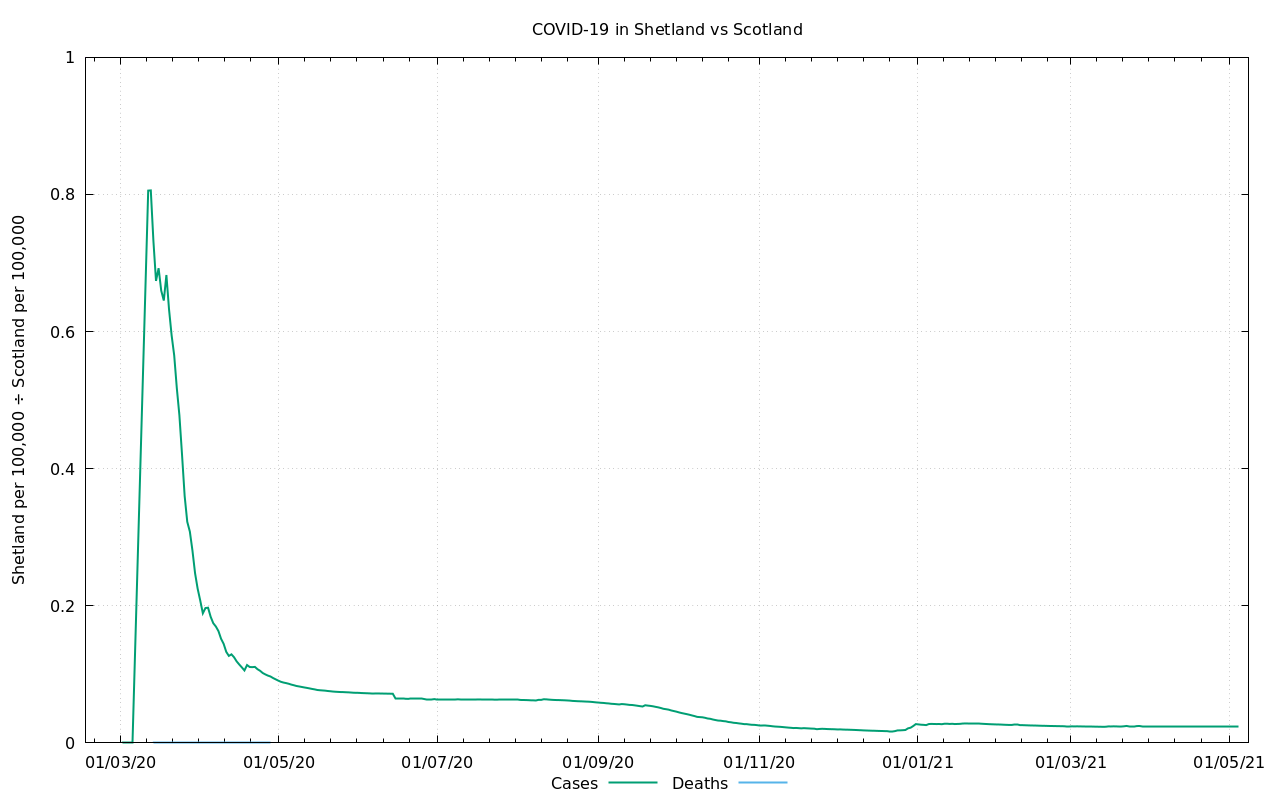 COVID-19 in Shetland vs Scotland
Shetland per 100,000 ÷ Scotland per 100,000
1
0.8
0.6
0.4
0.2
0
01/03/20 01/05/20 01/07/20 01/09/20 01/11/20 01/01/21 01/03/21 01/05/21
Cases Deaths